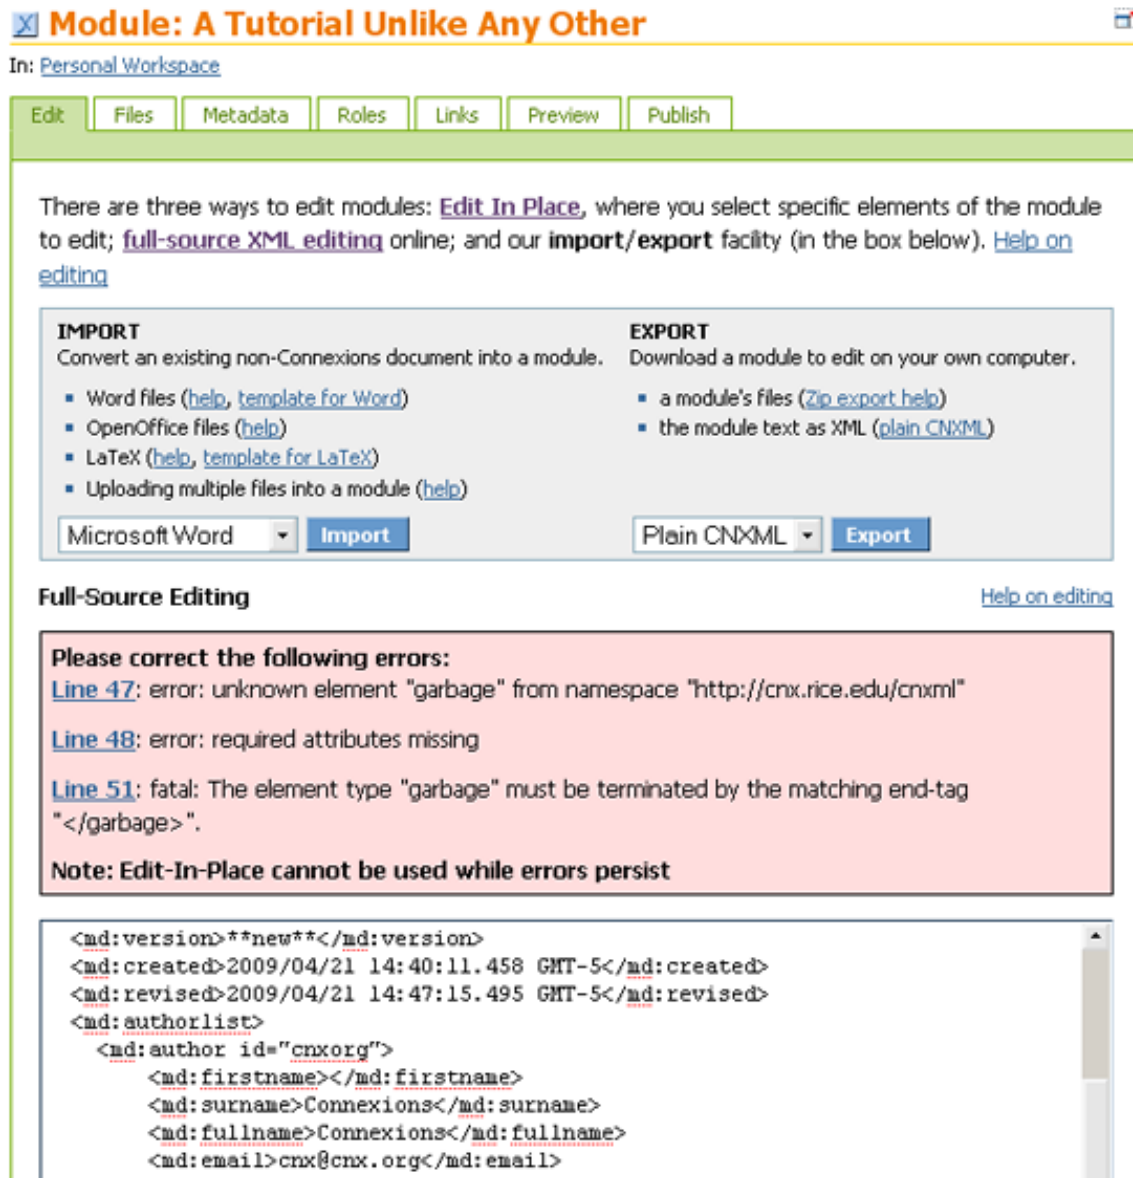 Module: A Tutorial Unlike Any Other
In: Personal Workspace
Edit Files Metadata Roles Links Preview Publish
There are three ways to edit modules: Edit In Place, where you select specific elements of the module
to edit; full-source XML editing online; and our import/export facility (in the box below). Help on
editing
IMPORT
Convert an existing non-Connexions document into a module.
Word files (help, template for Word)
OpenOffice files (help)
LaTeX (help, template for LaTeX)
Uploading multiple files into a module (help)
Microsoft Word Import
EXPORT
Download a module to edit on your own computer.
a module's files (Zip export help)
the module text as XML (plain CNXML)
Plain CNXML Export
Full-Source Editing Help on editing
Please correct the following errors:
Line 47: error: unknown element "garbage" from namespace "http://cnx.rice.edu/cnxml"
Line 48: error: required attributes missing
Line 51: fatal: The element type "garbage" must be terminated by the matching end-tag
"</garbage>".
Note: Edit-In-Place cannot be used while errors persist
<md:version>**new**</md:version>
<md:created>2009/04/21 14:40:11.458 GMT-5</md:created>
<md:revised>2009/04/21 14:47:15.495 GMT-5</md:revised>
<md:authorlist>
<md:author id="cnxorg">
<md:firstname></md:firstname>
<md:surname>Connexions</md:surname>
<md:fullname>Connexions</md:fullname>
<md:email>cnx@cnx.org</md:email>